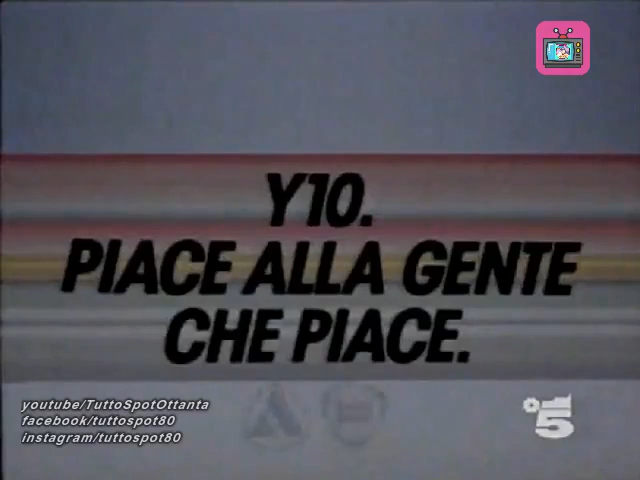 Y10.
PIACE ALLA GENTE
CHE PIACE.
youtube/TuttoSpotOttanta
facebook/tuttospot80
instagram/tuttospot80
5